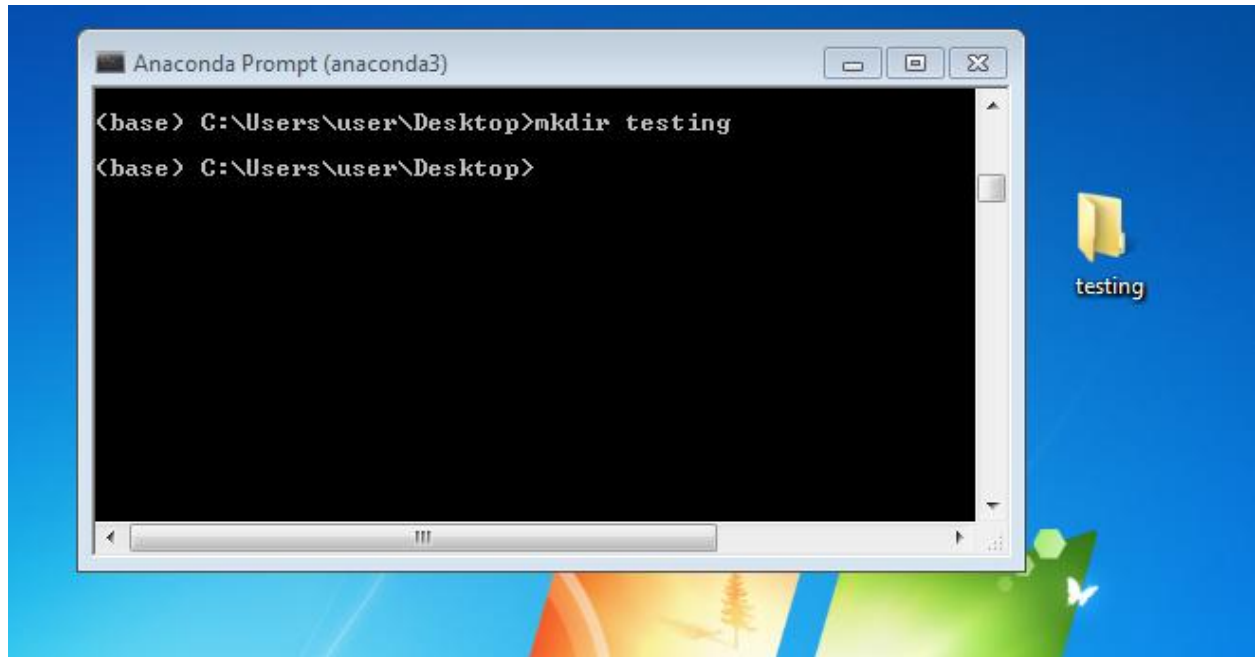 Anaconda Prompt (anaconda3)
(base) C:\Users\user\Desktop>mkdir testing
(base) C:\Users\user\Desktop>
testing